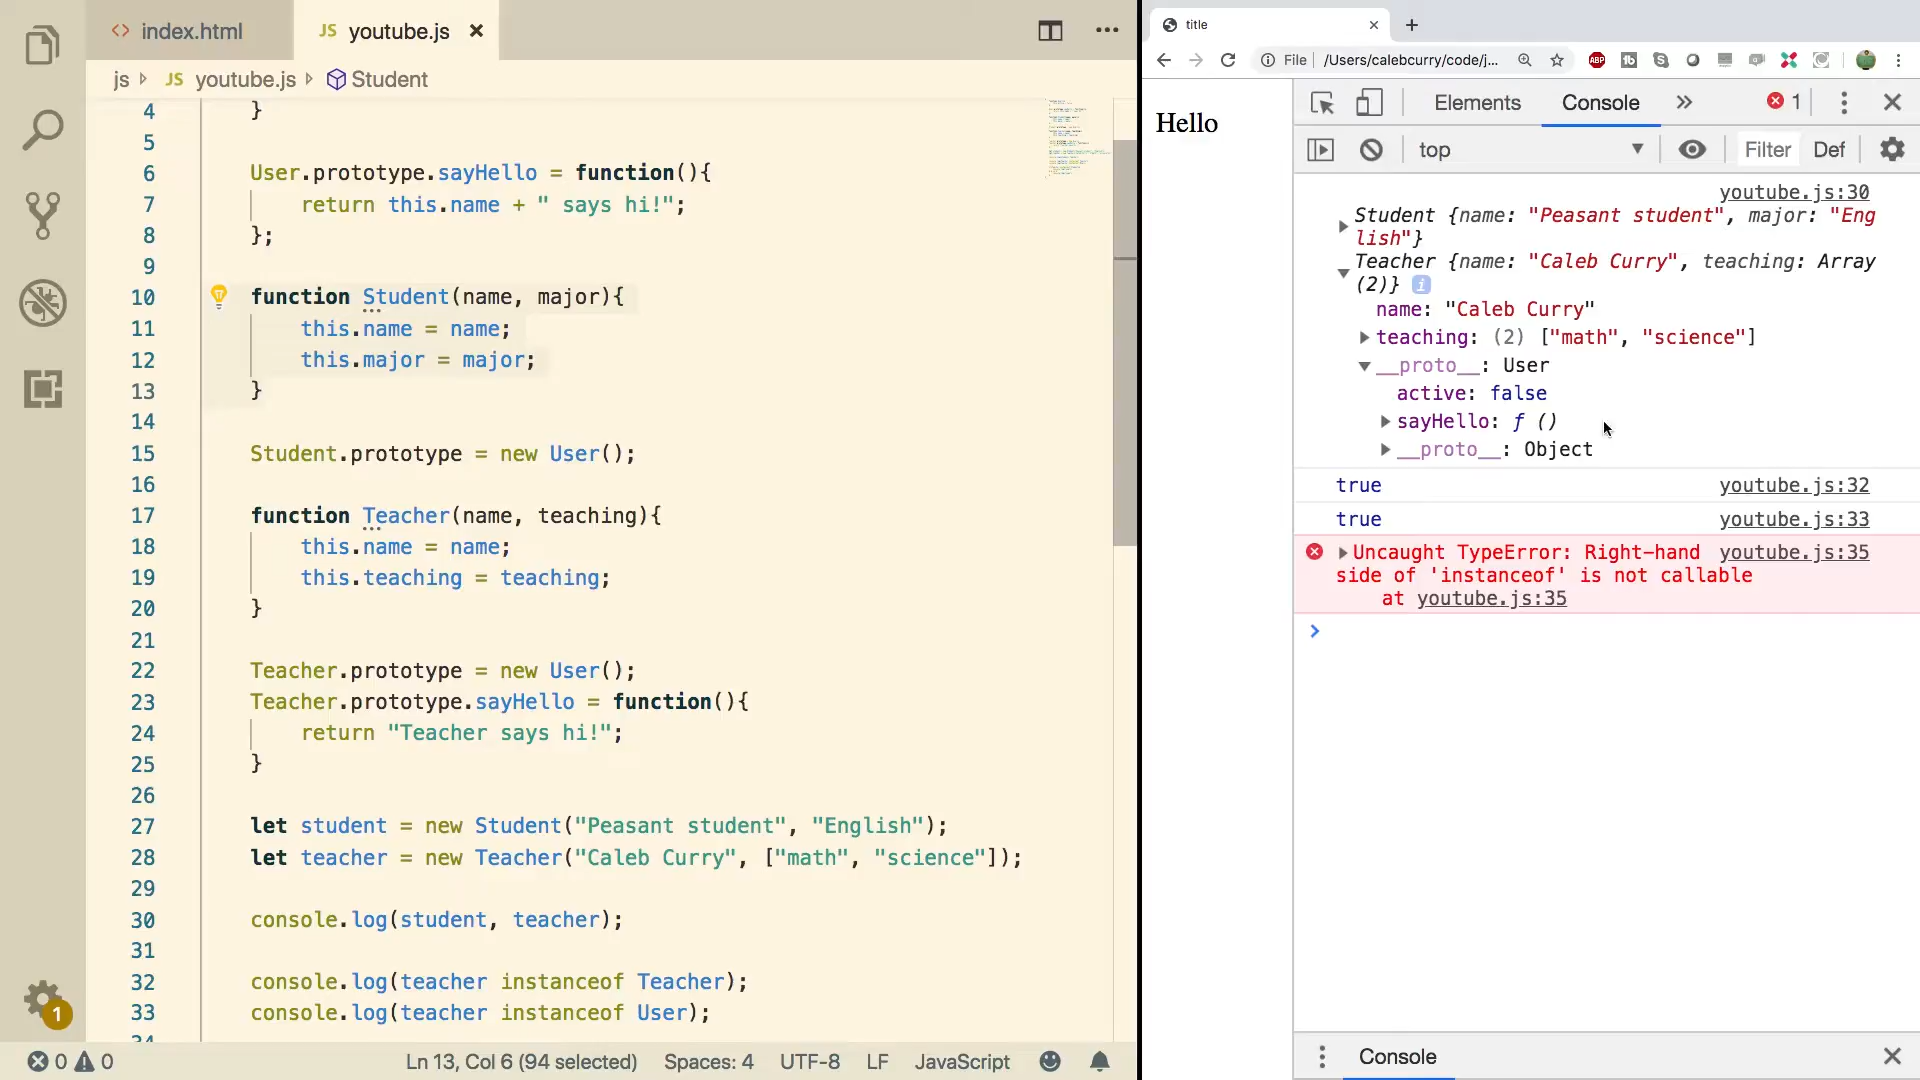 <> index.html
JS youtube.js ×
js JS youtube.js Student
4 }
5
6 User.prototype.sayHello = function(){
7 return this.name + " says hi!";
8 };
9
10 function Student(name, major){
11 this.name = name;
12 this.major = major;
13 }
14
15 Student.prototype = new User();
16
17 function Teacher(name, teaching){
18 this.name = name;
19 this.teaching = teaching;
20 }
21
22 Teacher.prototype = new User();
23 Teacher.prototype.sayHello = function(){
24 return "Teacher says hi!";
25 }
26
27 let student = new Student("Peasant student", "English");
28 let teacher = new Teacher("Caleb Curry", ["math", "science"]);
29
30 console.log(student, teacher);
31
32 console.log(teacher instanceof Teacher);
33 console.log(teacher instanceof User);
34
1
0 0
Ln 13, Col 6 (94 selected) Spaces: 4 UTF-8 LF JavaScript
title
File /Users/calebcurry/code/j...
ABP
Hello
Elements Console » 1
top Filter Def
youtube.js:30
Student {name: "Peasant student", major: "Eng
lish"}
Teacher {name: "Caleb Curry", teaching: Array
(2)} i
name: "Caleb Curry"
teaching: (2) ["math", "science"]
__proto__: User
active: false
sayHello: ƒ ()
__proto__: Object
true youtube.js:32
true youtube.js:33
Uncaught TypeError: Right-hand youtube.js:35
side of 'instanceof' is not callable
at youtube.js:35
Console